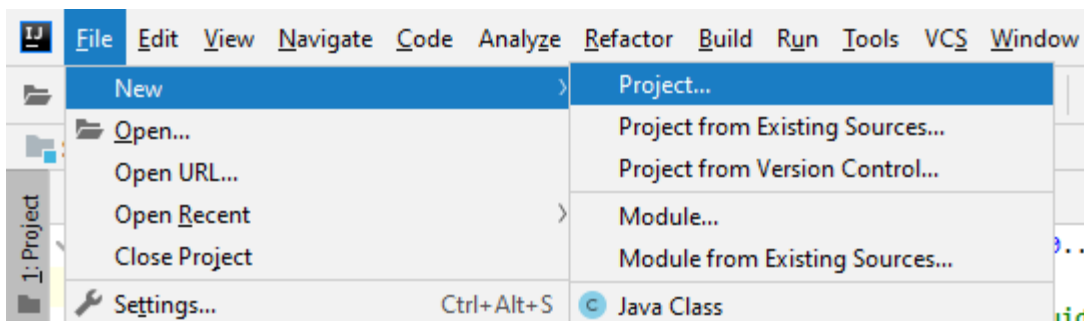 IJ File Edit View Navigate Code Analyze Refactor Build Run Tools VCS Window
New Project...
Open... Project from Existing Sources...
Open URL... Project from Version Control...
Open Recent Module...
Close Project Module from Existing Sources...
Settings... Ctrl+Alt+S C Java Class
1: Project